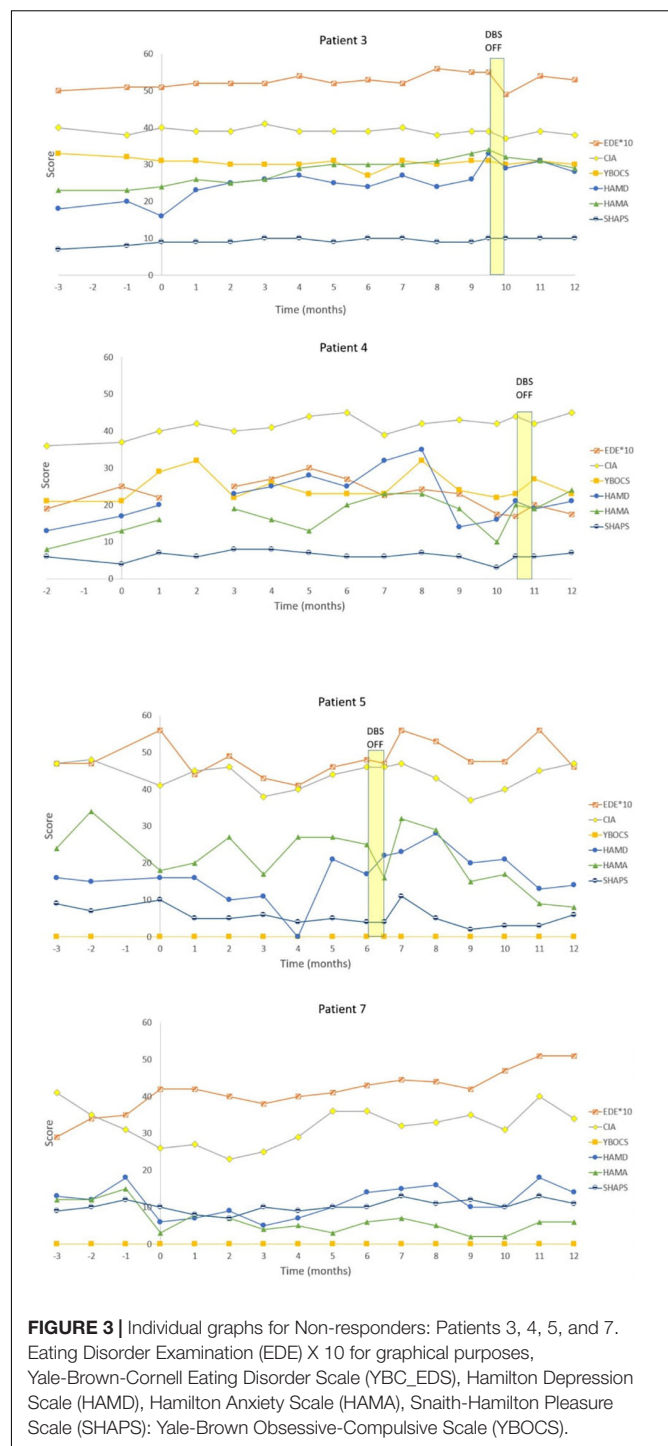 Patient 3
DBS
OFF
60
50
40
30
20
10
0
Score
-3 -2 -1 0 1 2 3 4 5 6 7 8 9 10 11 12
Time (months)
EDE*10
CIA
YBOCS
HAMD
HAMA
SHAPS
Patient 4
DBS
OFF
60
50
40
30
20
10
0
Score
-2 -1 0 1 2 3 4 5 6 7 8 9 10 11 12
Time (months)
EDE*10
CIA
YBOCS
HAMD
HAMA
SHAPS
Patient 5
DBS
OFF
60
50
40
30
20
10
0
Score
-3 -2 -1 0 1 2 3 4 5 6 7 8 9 10 11 12
Time (months)
EDE*10
CIA
YBOCS
HAMD
HAMA
SHAPS
Patient 7
60
50
40
30
20
10
0
Score
-3 -2 -1 0 1 2 3 4 5 6 7 8 9 10 11 12
Time (months)
EDE*10
CIA
YBOCS
HAMD
HAMA
SHAPS
FIGURE 3 | Individual graphs for Non-responders: Patients 3, 4, 5, and 7.
Eating Disorder Examination (EDE) X 10 for graphical purposes,
Yale-Brown-Cornell Eating Disorder Scale (YBC_EDS), Hamilton Depression
Scale (HAMD), Hamilton Anxiety Scale (HAMA), Snaith-Hamilton Pleasure
Scale (SHAPS): Yale-Brown Obsessive-Compulsive Scale (YBOCS).